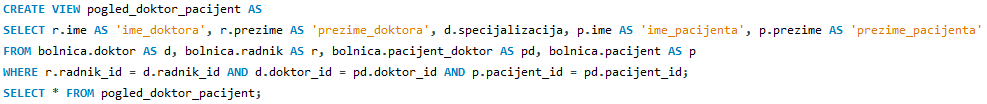 CREATE VIEW pogled_doktor_pacijent AS
SELECT r.ime AS 'ime_doktora', r.prezime AS 'prezime_doktora', d.specijalizacija, p.ime AS 'ime_pacijenta', p.prezime AS 'prezime_pacijenta'
FROM bolnica.doktor AS d, bolnica.radnik AS r, bolnica.pacijent_doktor AS pd, bolnica.pacijent AS p
WHERE r.radnik_id = d.radnik_id AND d.doktor_id = pd.doktor_id AND p.pacijent_id = pd.pacijent_id;
SELECT * FROM pogled_doktor_pacijent;